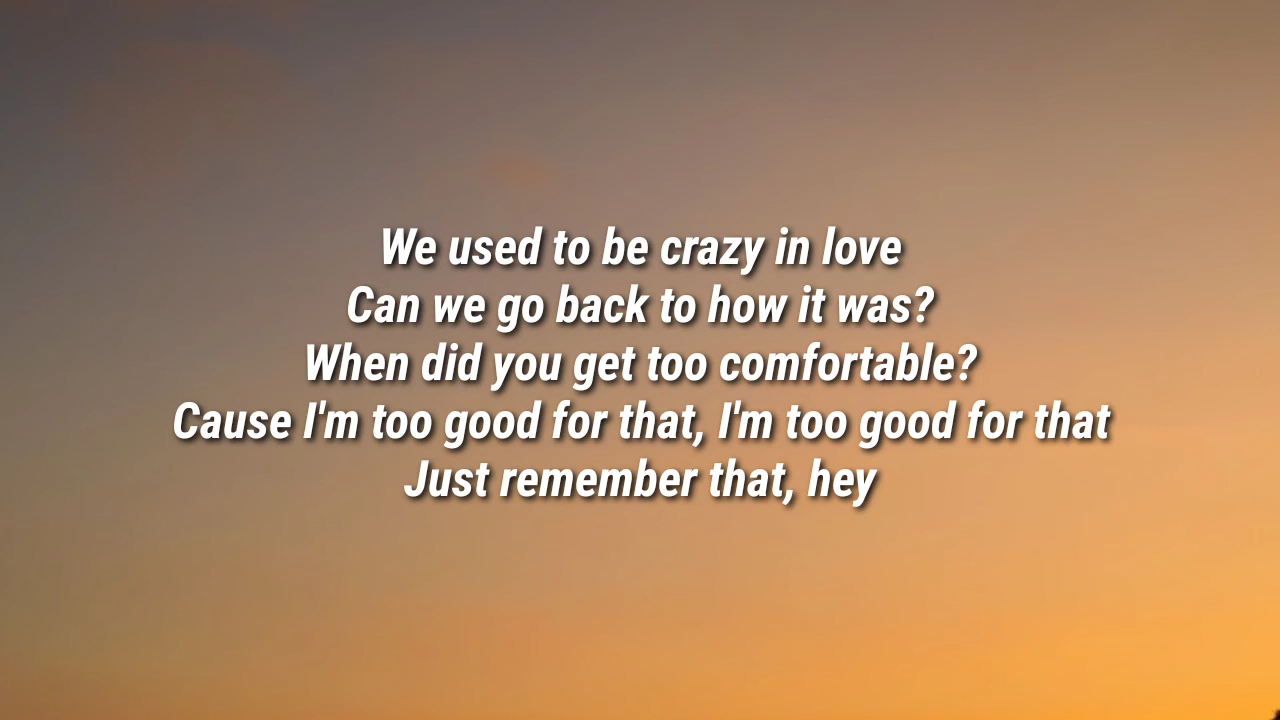 We used to be crazy in love
Can we go back to how it was?
When did you get too comfortable?
Cause I'm too good for that, I'm too good for that
Just remember that, hey